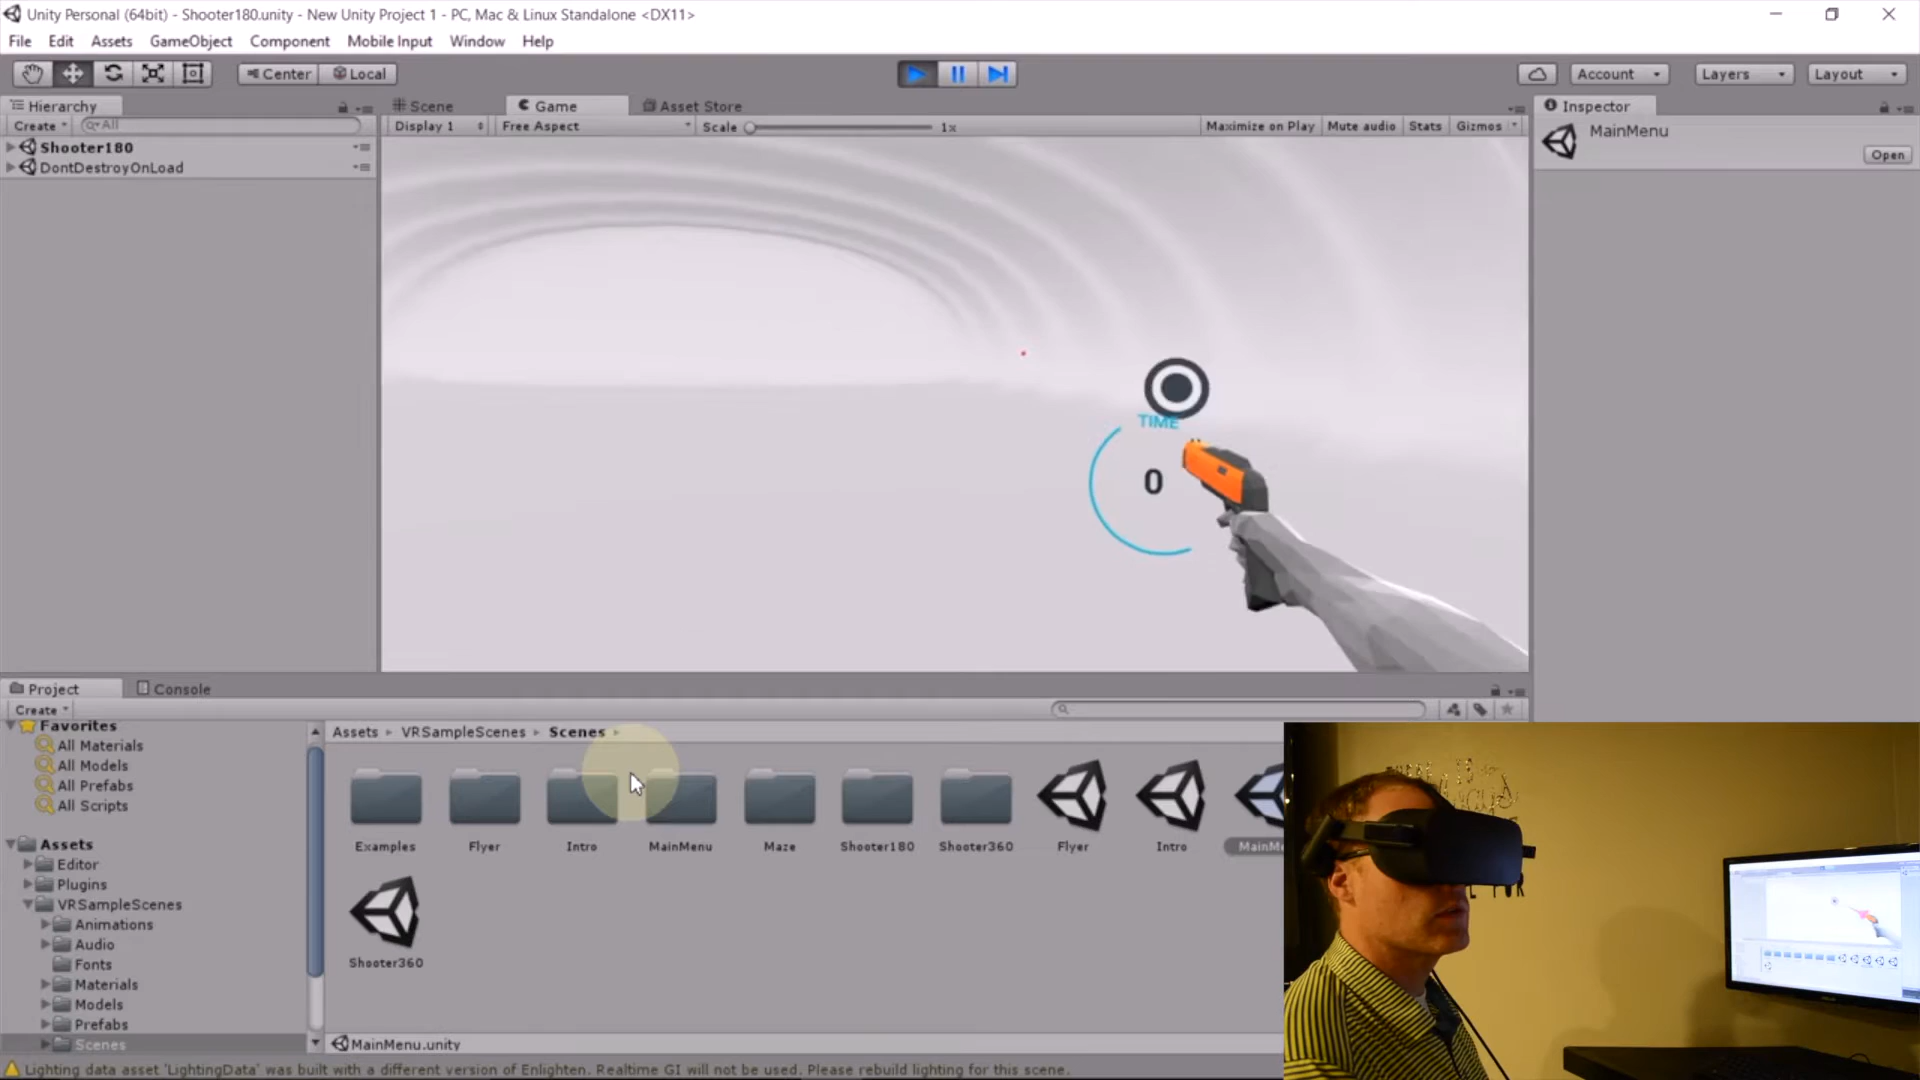 Unity Personal (64bit) - Shooter180.unity - New Unity Project 1 - PC, Mac & Linux Standalone <DX11>
File Edit Assets GameObject Component Mobile Input Window Help
Center Local Account Layers Layout
Hierarchy Scene Game Asset Store Inspector
Create All Display 1 Free Aspect Scale 1x Maximize on Play Mute audio Stats Gizmos MainMenu
Shooter180 Open
DontDestroyOnLoad
TIME
0
Project Console
Create
Favorites Assets VRSampleScenes Scenes
All Materials
All Models
All Prefabs
All Scripts
Assets Examples Flyer Intro MainMenu Maze Shooter180 Shooter360 Flyer Intro
Editor
Plugins
VRSampleScenes
Animations
Audio
Fonts Shooter360
Materials
Models
Prefabs
Scenes MainMenu.unity
Lighting data asset 'LightingData' was built with a different version of Enlighten. Realtime GI will not be used. Please rebuild lighting for this scene.